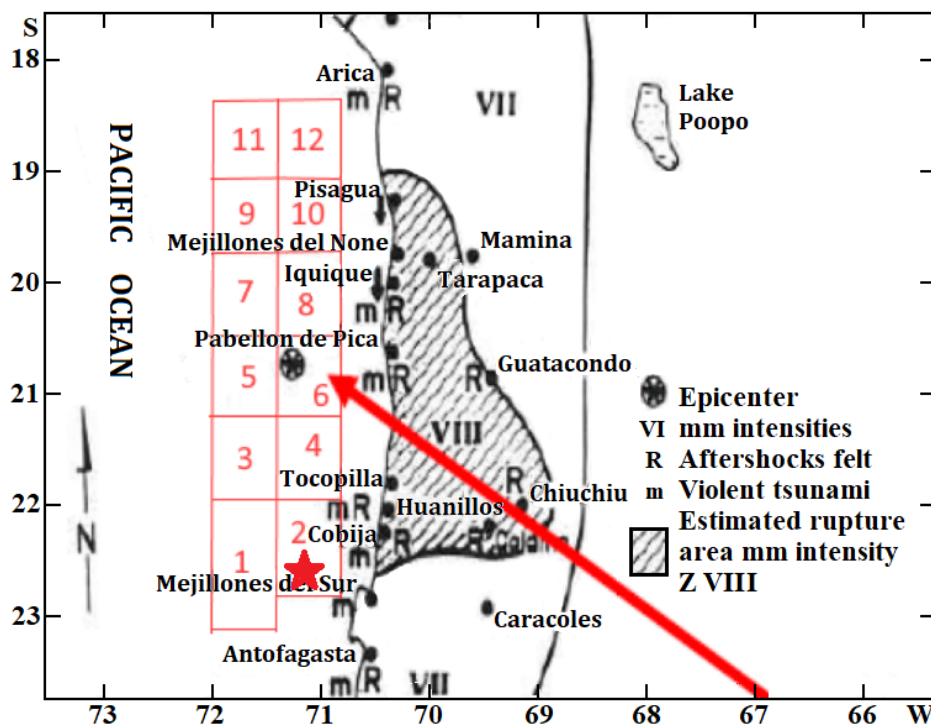 S
18
19
20
21
22
23
73
72
71
70
69
68
67
66
W
PACIFIC OCEAN
N
Arica
m R
VII
Lake
Poopo
11
12
Pisagua
9
10
Mejillones del None
Mamina
Iquique
Tarapaca
7
8
m R
Pabellon de Pica
5
6
m R
R
Guatacondo
VIII
3
4
Tocopilla
R
Chiuchiu
m R
Huanillos
Cobija
R
R
m
1
2
Mejillones del Sur
m
Caracoles
Antofagasta
m R
VII
Epicenter
VI mm intensities
R Aftershocks felt
m Violent tsunami
Estimated rupture
area mm intensity
Z VIII